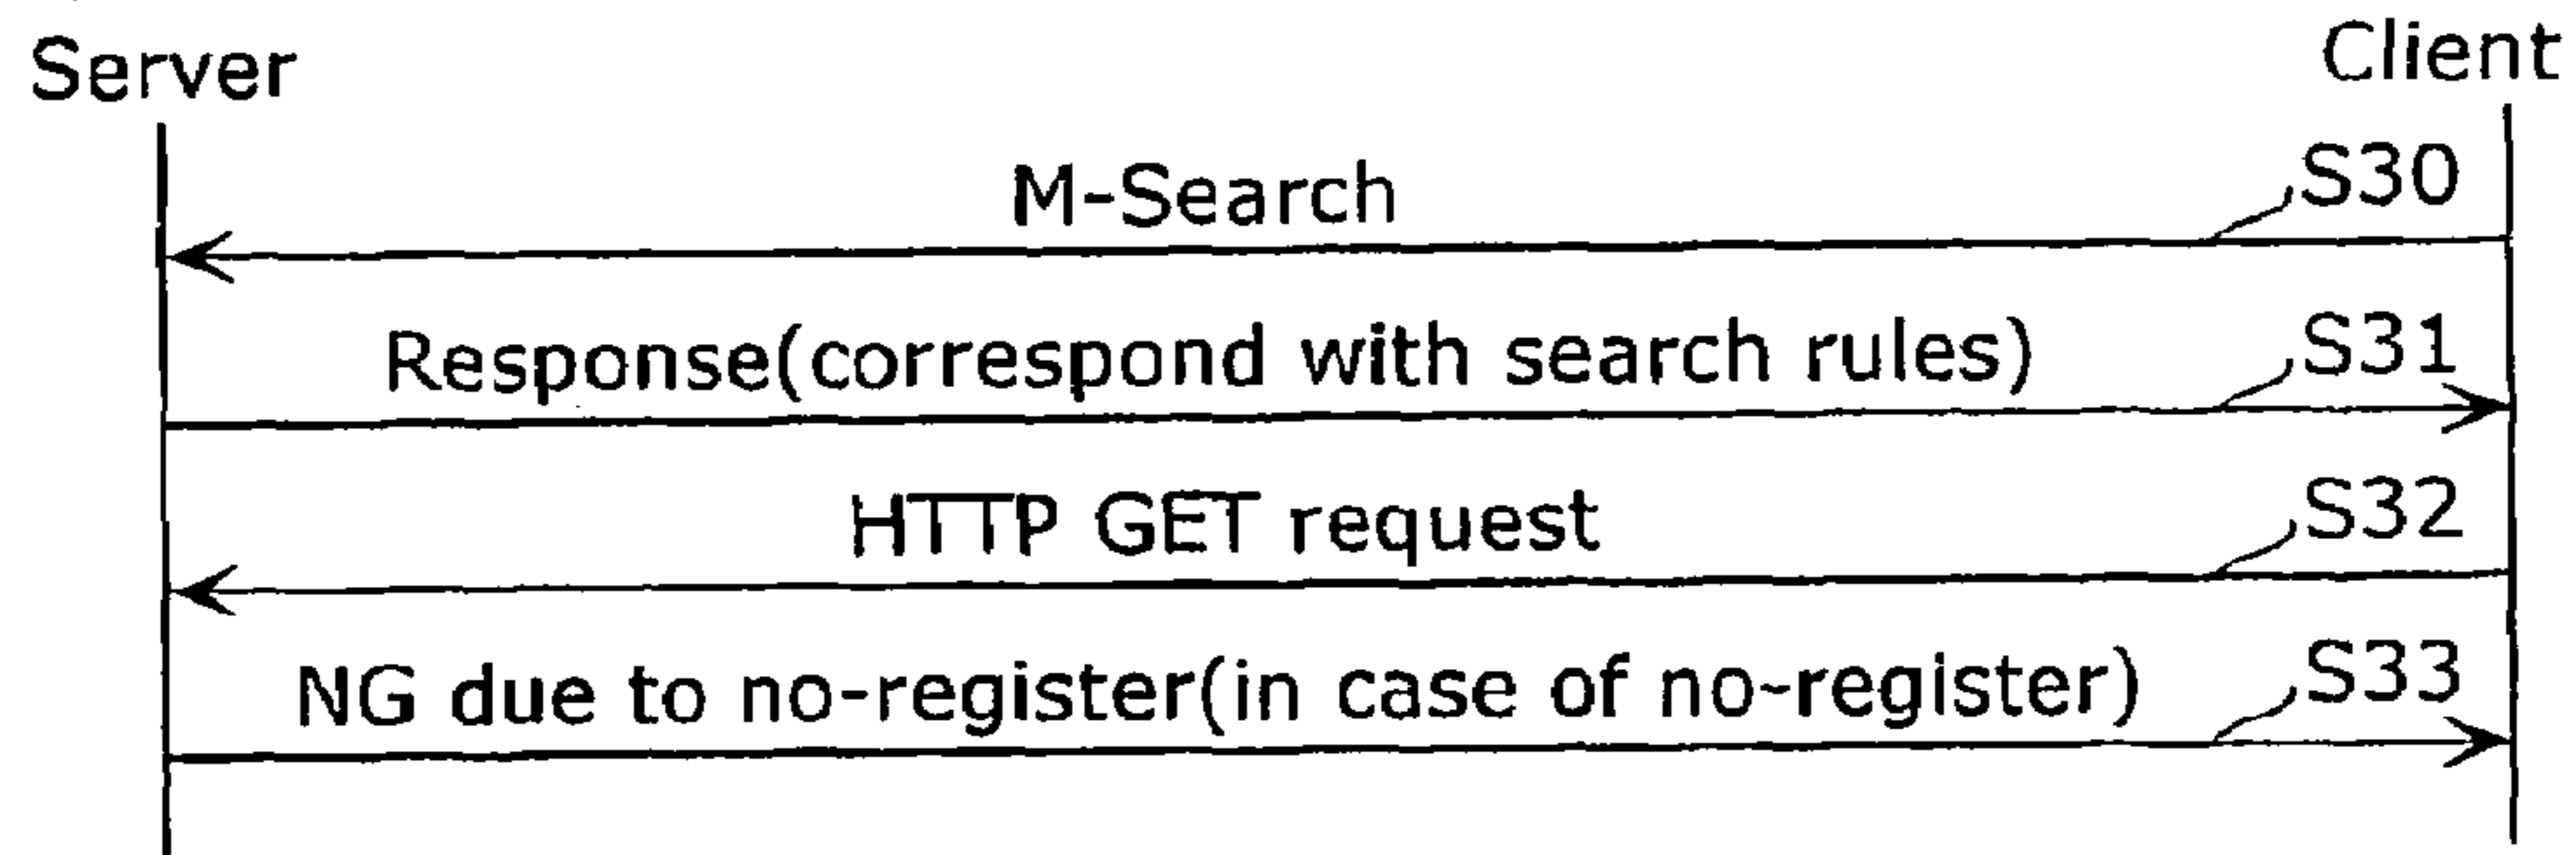 Server
Client
M-Search
S30
Response(correspond with search rules)
S31
HTTP GET request
S32
NG due to no-register(in case of no-register)
S33